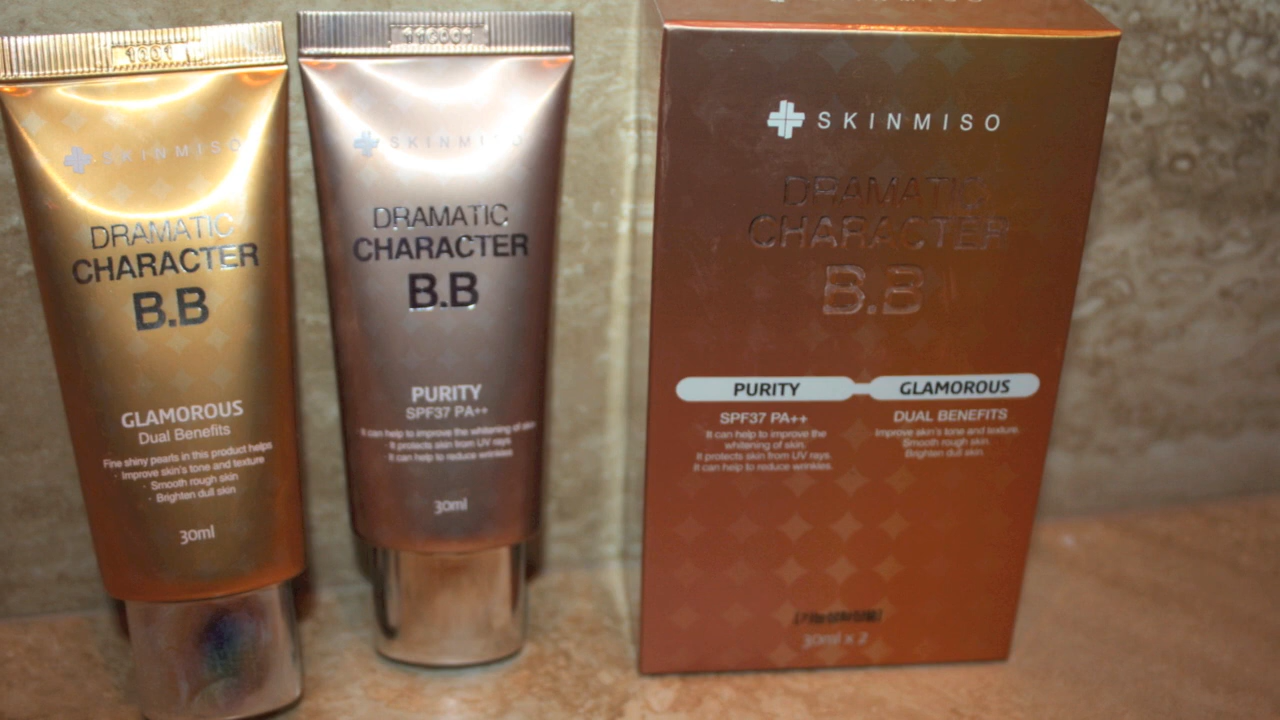 1601
SKINMISO
DRAMATIC
CHARACTER
B.B
GLAMOROUS
Dual Benefits
Fine shiny pearls in this product helps
· Improve skin's tone and texture
· Smooth rough skin
· Brighten dull skin
30ml
SKINMISO
DRAMATIC
CHARACTER
B.B
PURITY
SPF37 PA++
· It can help to improve the whitening of skin
· It protects skin from UV rays
· It can help to reduce wrinkles
30ml
SKINMISO
DRAMATIC
CHARACTER
B.B
PURITY
SPF37 PA++
It can help to improve the
whitening of skin.
It protects skin from UV rays.
It can help to reduce wrinkles.
GLAMOROUS
DUAL BENEFITS
Improve skin's tone and texture.
Smooth rough skin.
Brighten dull skin.
30ml x 2